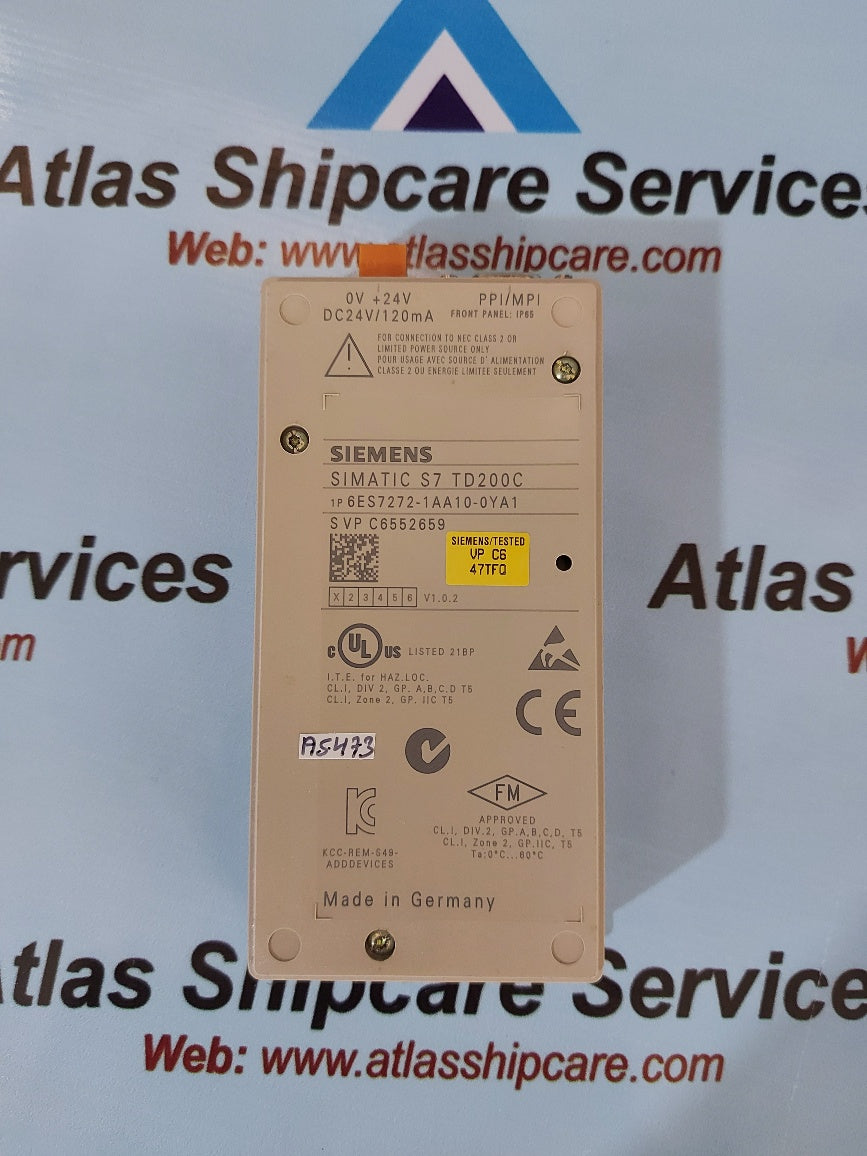 Atlas Shipcare Services
Web: www. tlasshipcare.com
0V +24V PPI/MPI
DC24V/120mA FRONT PANEL: IP65
FOR CONNECTION TO NEC CLASS 2 OR
LIMITED POWER SOURCE ONLY
POUR USAGE AVEC SOURCE D' ALIMENTATION
CLASSE 2 OU ENERGIE LIMITEE SEULEMENT
SIEMENS
SIMATIC S7 TD200C
1P 6ES7272-1AA10-0YA1
S VP C6552659
SIEMENS/TESTED
VP C6
47TFQ
X 2 3 4 5 6 V1.0.2
rvices
Atlas
m
W
C UL US LISTED 21BP
I.T.E. for HAZ.LOC.
CL.I, DIV 2, GP. A,B,C,D T5
CL.I, Zone 2, GP. IIC T5
CE
A5473
FM
APPROVED
CL.I, DIV.2, GP.A,B,C,D, T5
CL.I, Zone 2, GP.IIC, T5
Ta:0°C...60°C
KC
KCC-REM-S49-
ADDDEVICES
Made in Germany
tlas Shipcare Service
Web: www.atlasshipcare.com